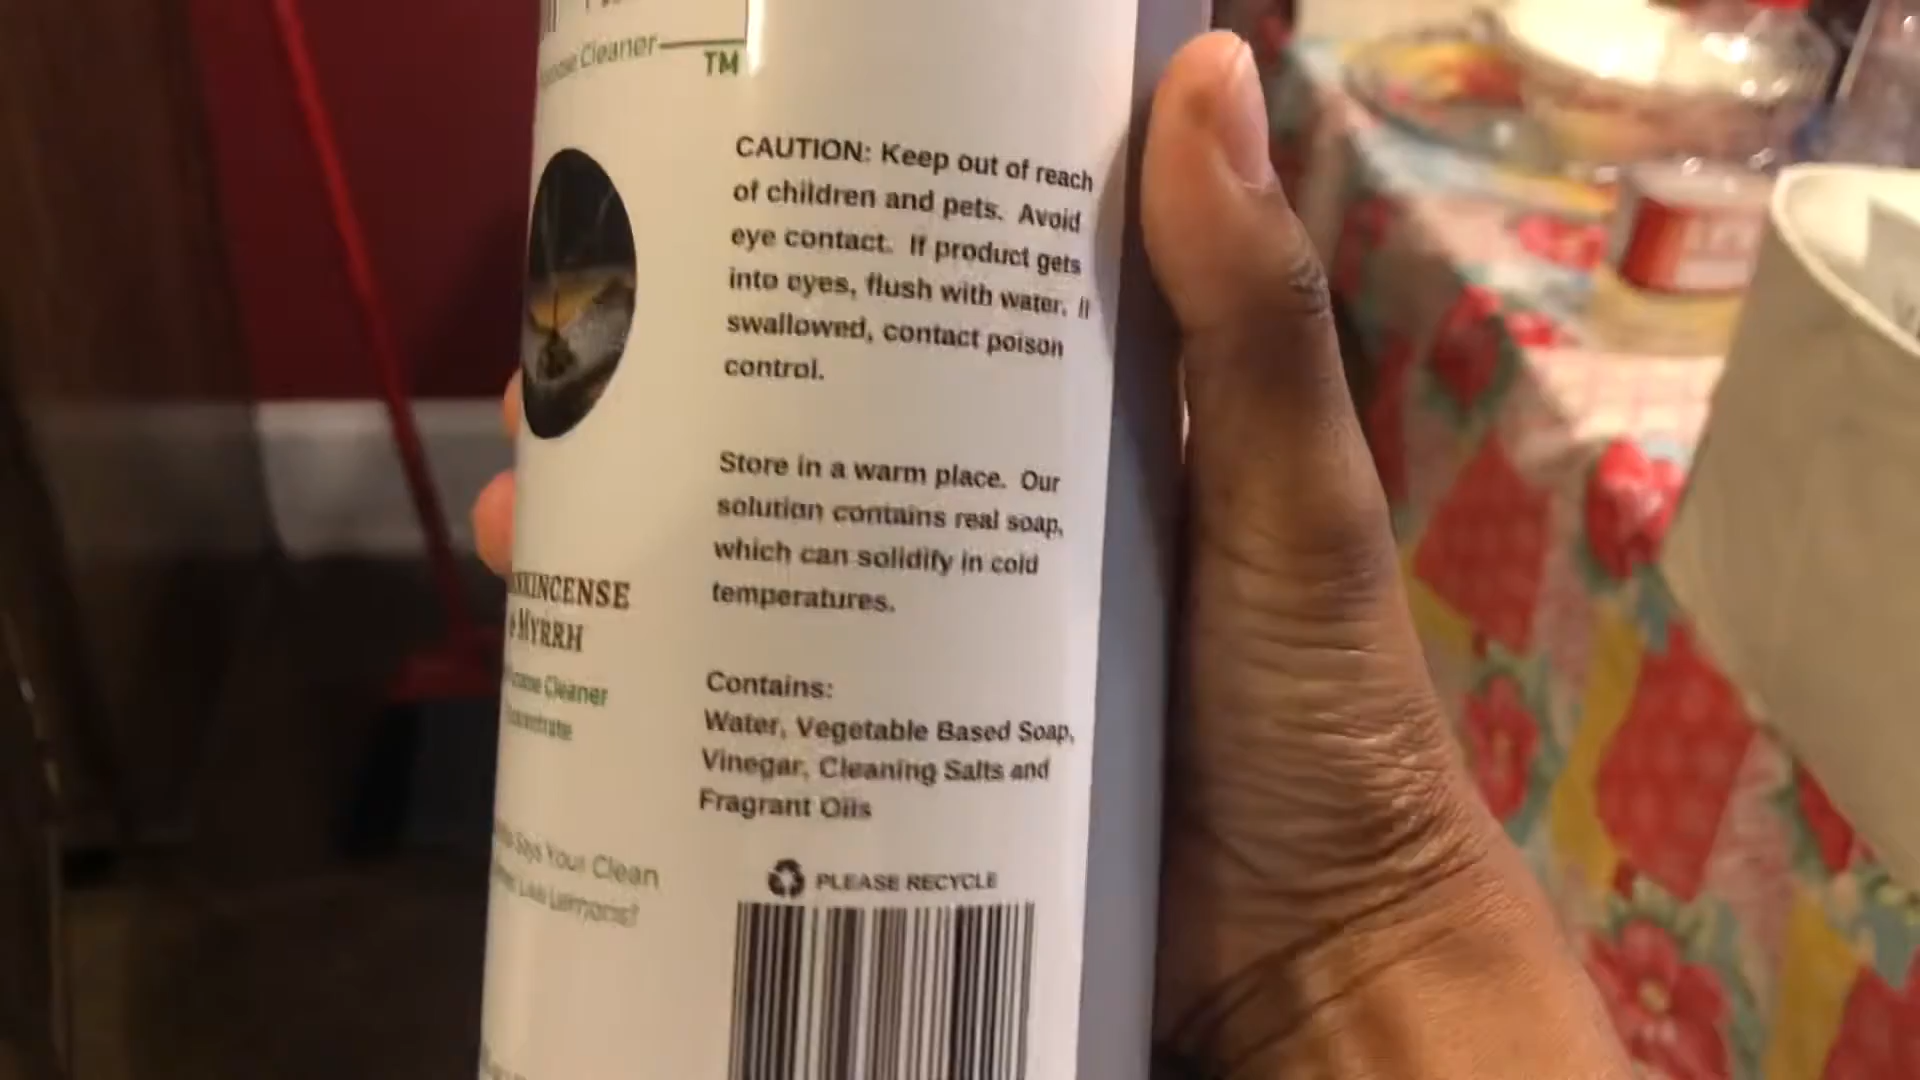 Cleaner
TM
CAUTION: Keep out of reach
of children and pets. Avoid
eye contact. If product gets
into eyes, flush with water. If
swallowed, contact poison
control.
Store in a warm place. Our
solution contains real soap,
which can solidify in cold
temperatures.
Contains:
Water, Vegetable Based Soap,
Vinegar, Cleaning Salts and
Fragrant Oils
PLEASE RECYCLE
MYRRH
Cleaner
Says Your Clean
Lemons?